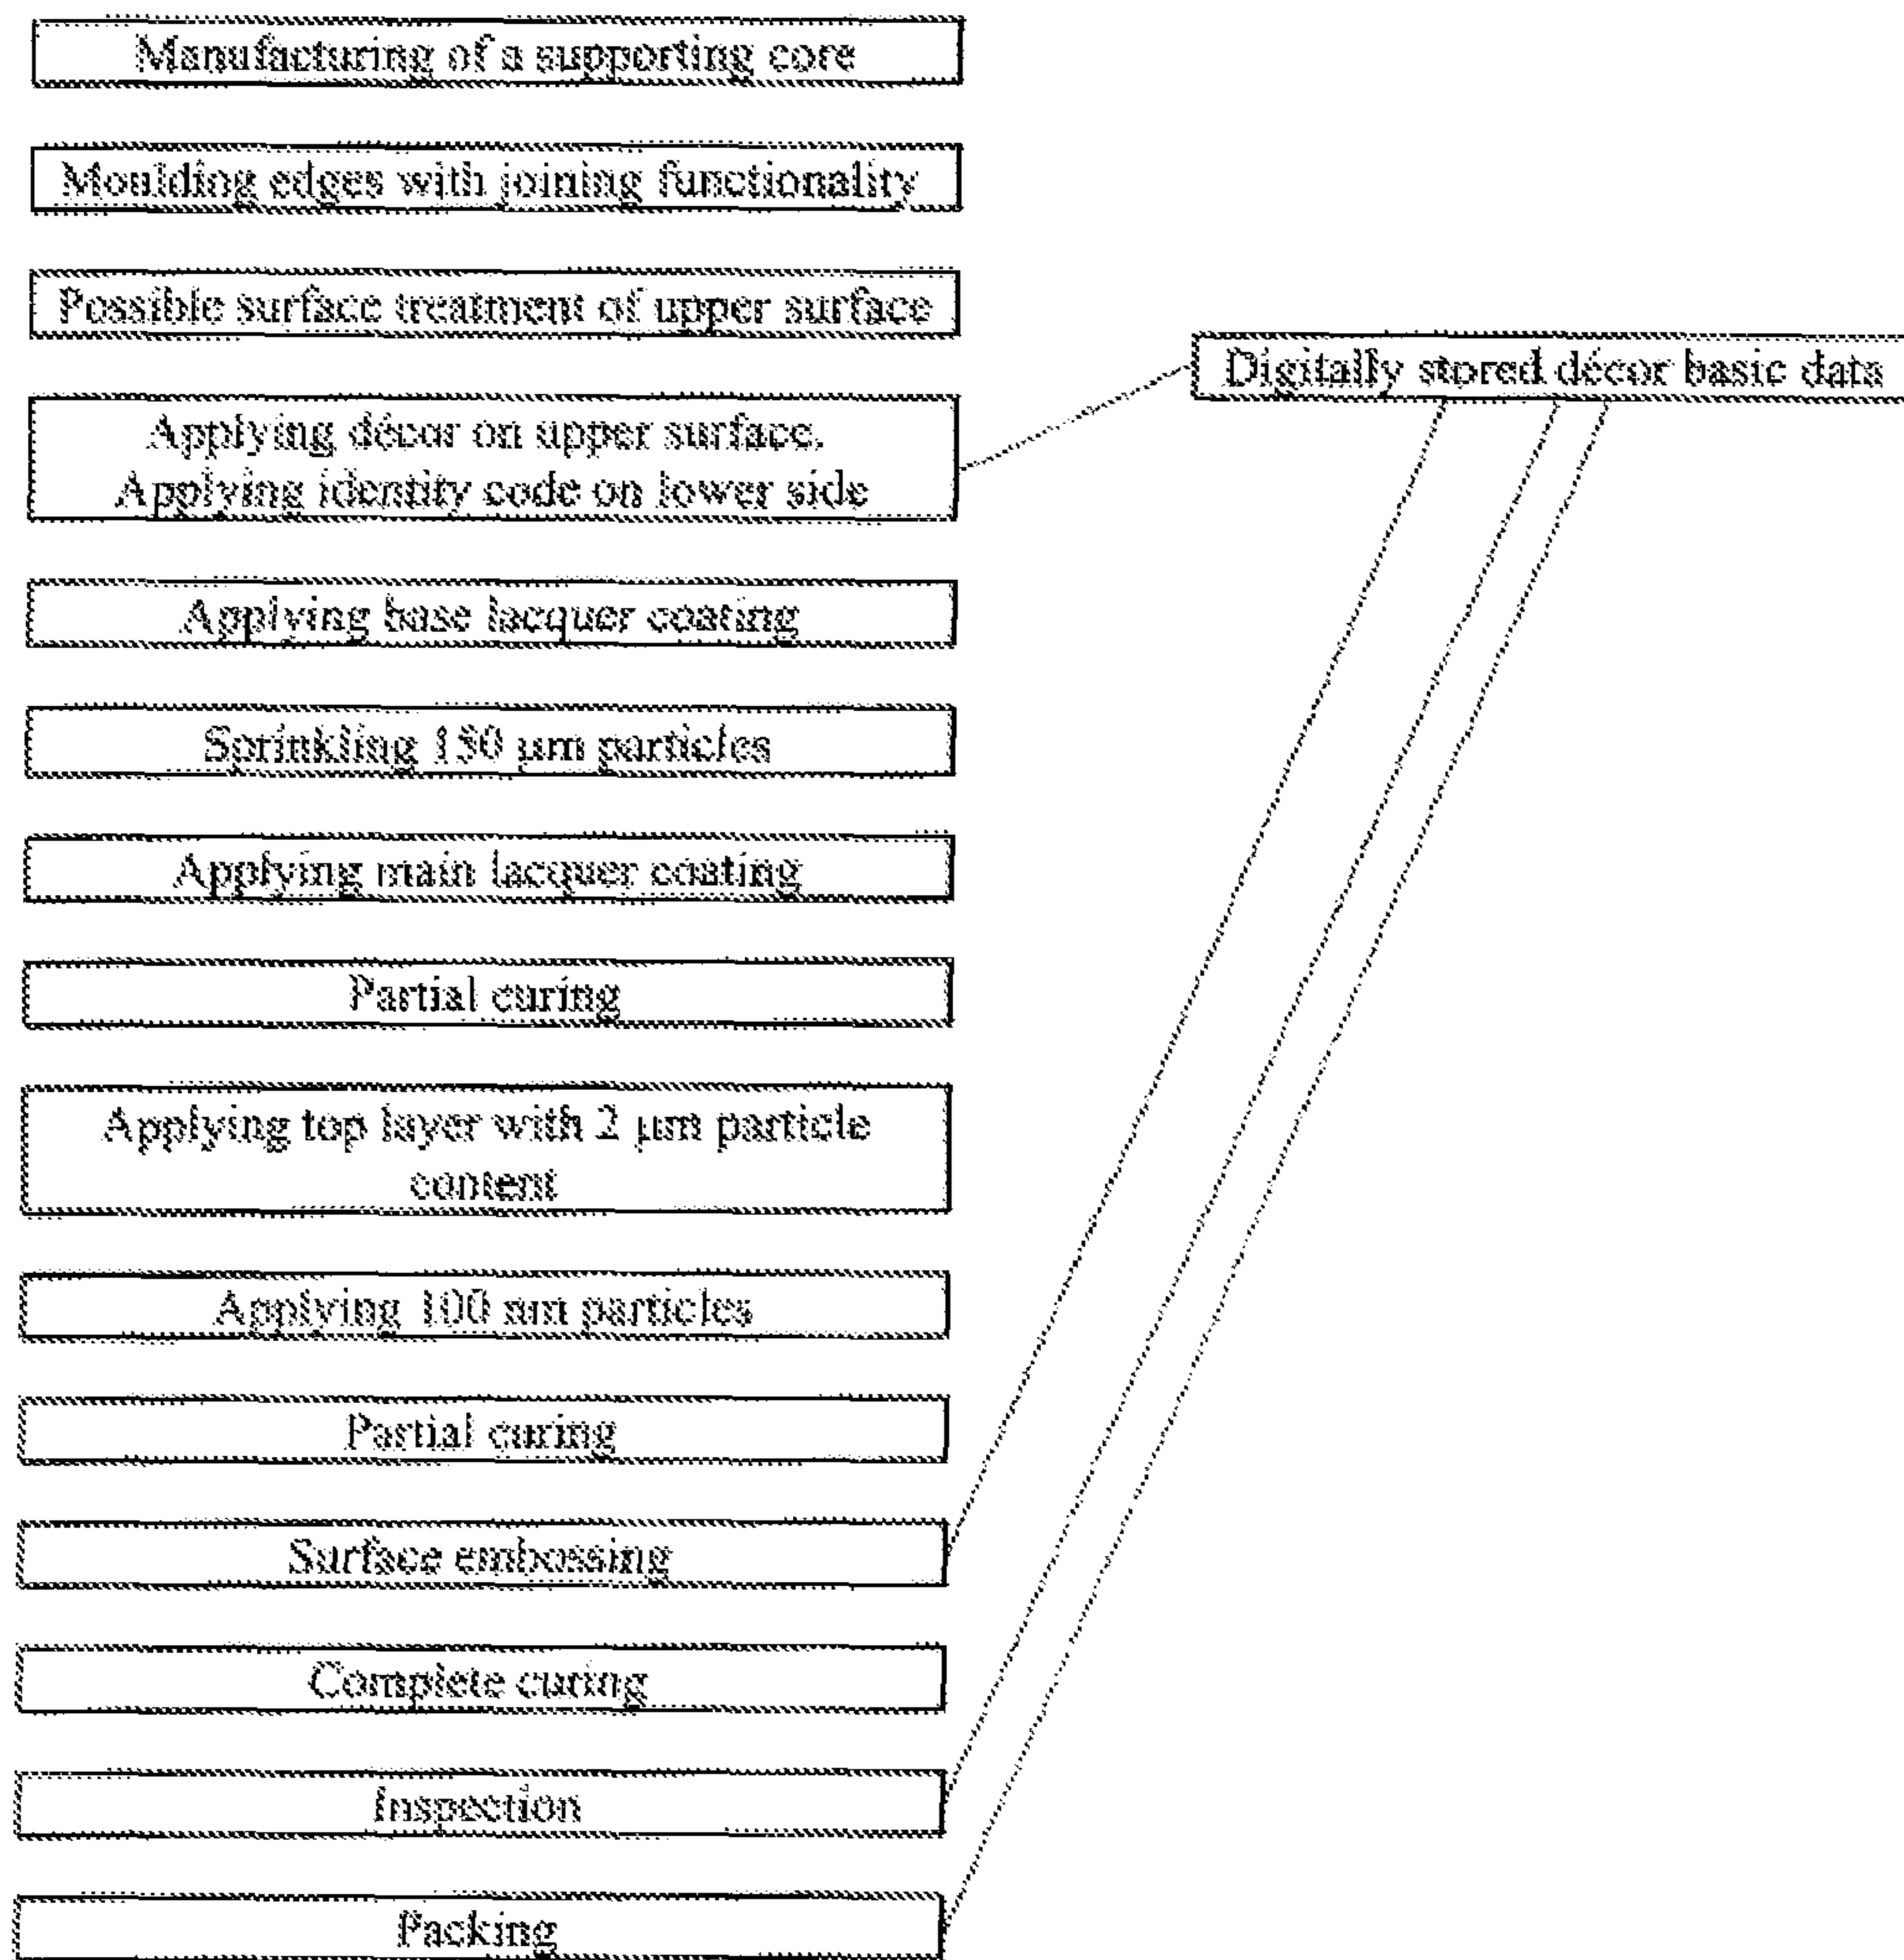 Manufacturing of a supporting core
Moulding edges with joining functionality
Possible surface treatment of upper surface
Digitally stored décor basic data
Applying décor on upper surface.
Applying identity code on lower side
Applying base lacquer coating
Sprinkling 150 µm particles
Applying main lacquer coating
Partial curing
Applying top layer with 2 µm particle
content
Applying 100 nm particles
Partial curing
Surface embossing
Complete curing
Inspection
Packing